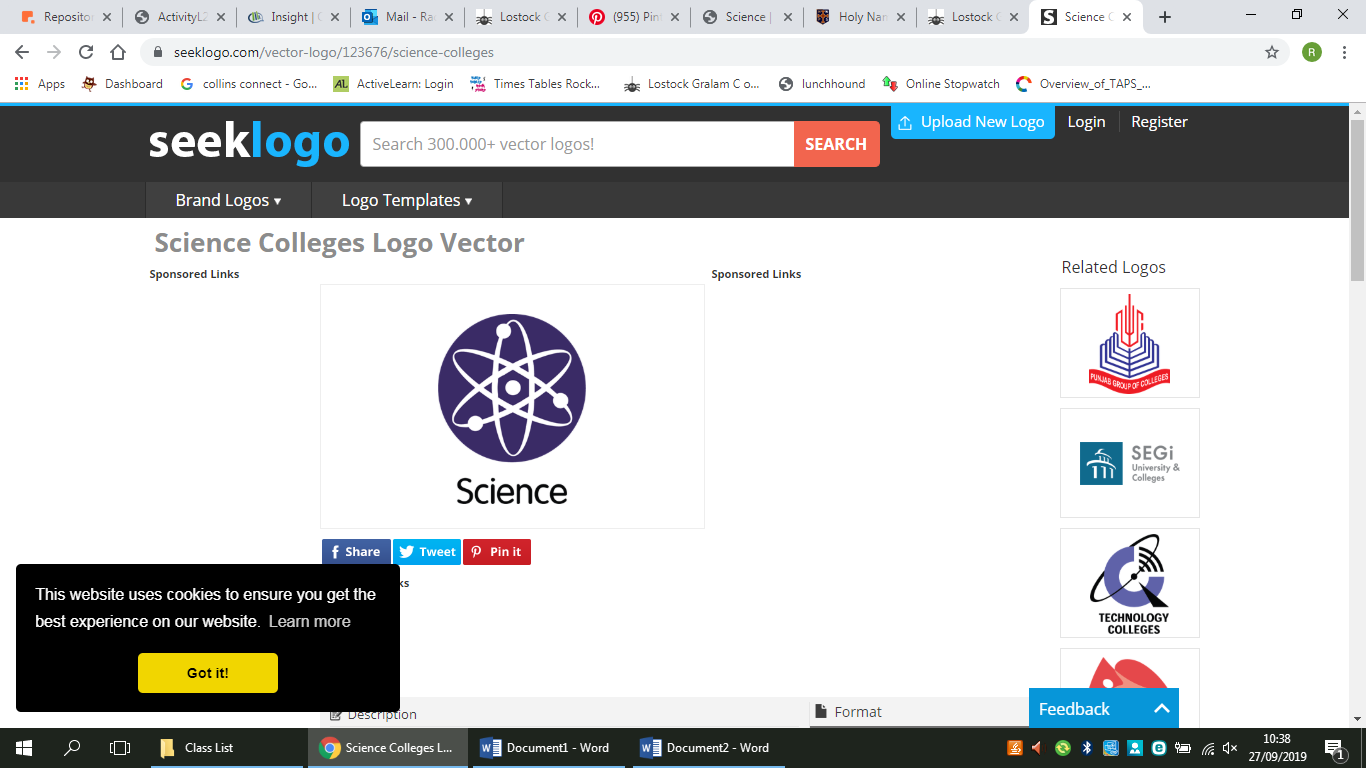 Reposito
ActivityL2
Insight | C
Mail - Ra
Lostock G
(955) Pin
Science |
Holy Nam
Lostock G
Science C
seeklogo.com/vector-logo/123676/science-colleges
R
Apps
Dashboard
collins connect - Go...
ActiveLearn: Login
Times Tables Rock...
Lostock Gralam C o...
lunchhound
Online Stopwatch
Overview_of_TAPS_...
seeklogo
Search 300.000+ vector logos!
SEARCH
Upload New Logo
Login
Register
Brand Logos ▾
Logo Templates ▾
Science Colleges Logo Vector
Sponsored Links
Sponsored Links
Related Logos
Science
PUNJAB GROUP OF COLLEGES
SEGi
University &
Colleges
TECHNOLOGY
COLLEGES
Share
Tweet
Pin it
ks
This website uses cookies to ensure you get the
best experience on our website. Learn more
Got it!
Description
Format
Feedback
Class List
Science Colleges L...
Document1 - Word
Document2 - Word
10:38
27/09/2019
1